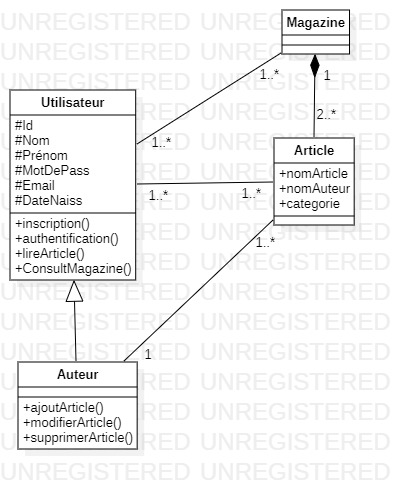 Magazine
1..*
1
2..*
Utilisateur
#Id
#Nom
#Prénom
#MotDePass
#Email
#DateNaiss
+inscription()
+authentification()
+lireArticle()
+ConsultMagazine()
1..*
1..*
1..*
Article
+nomArticle
+nomAuteur
+categorie
1..*
1
Auteur
+ajoutArticle()
+modifierArticle()
+supprimerArticle()
UNREGISTERED UNREGISTERED